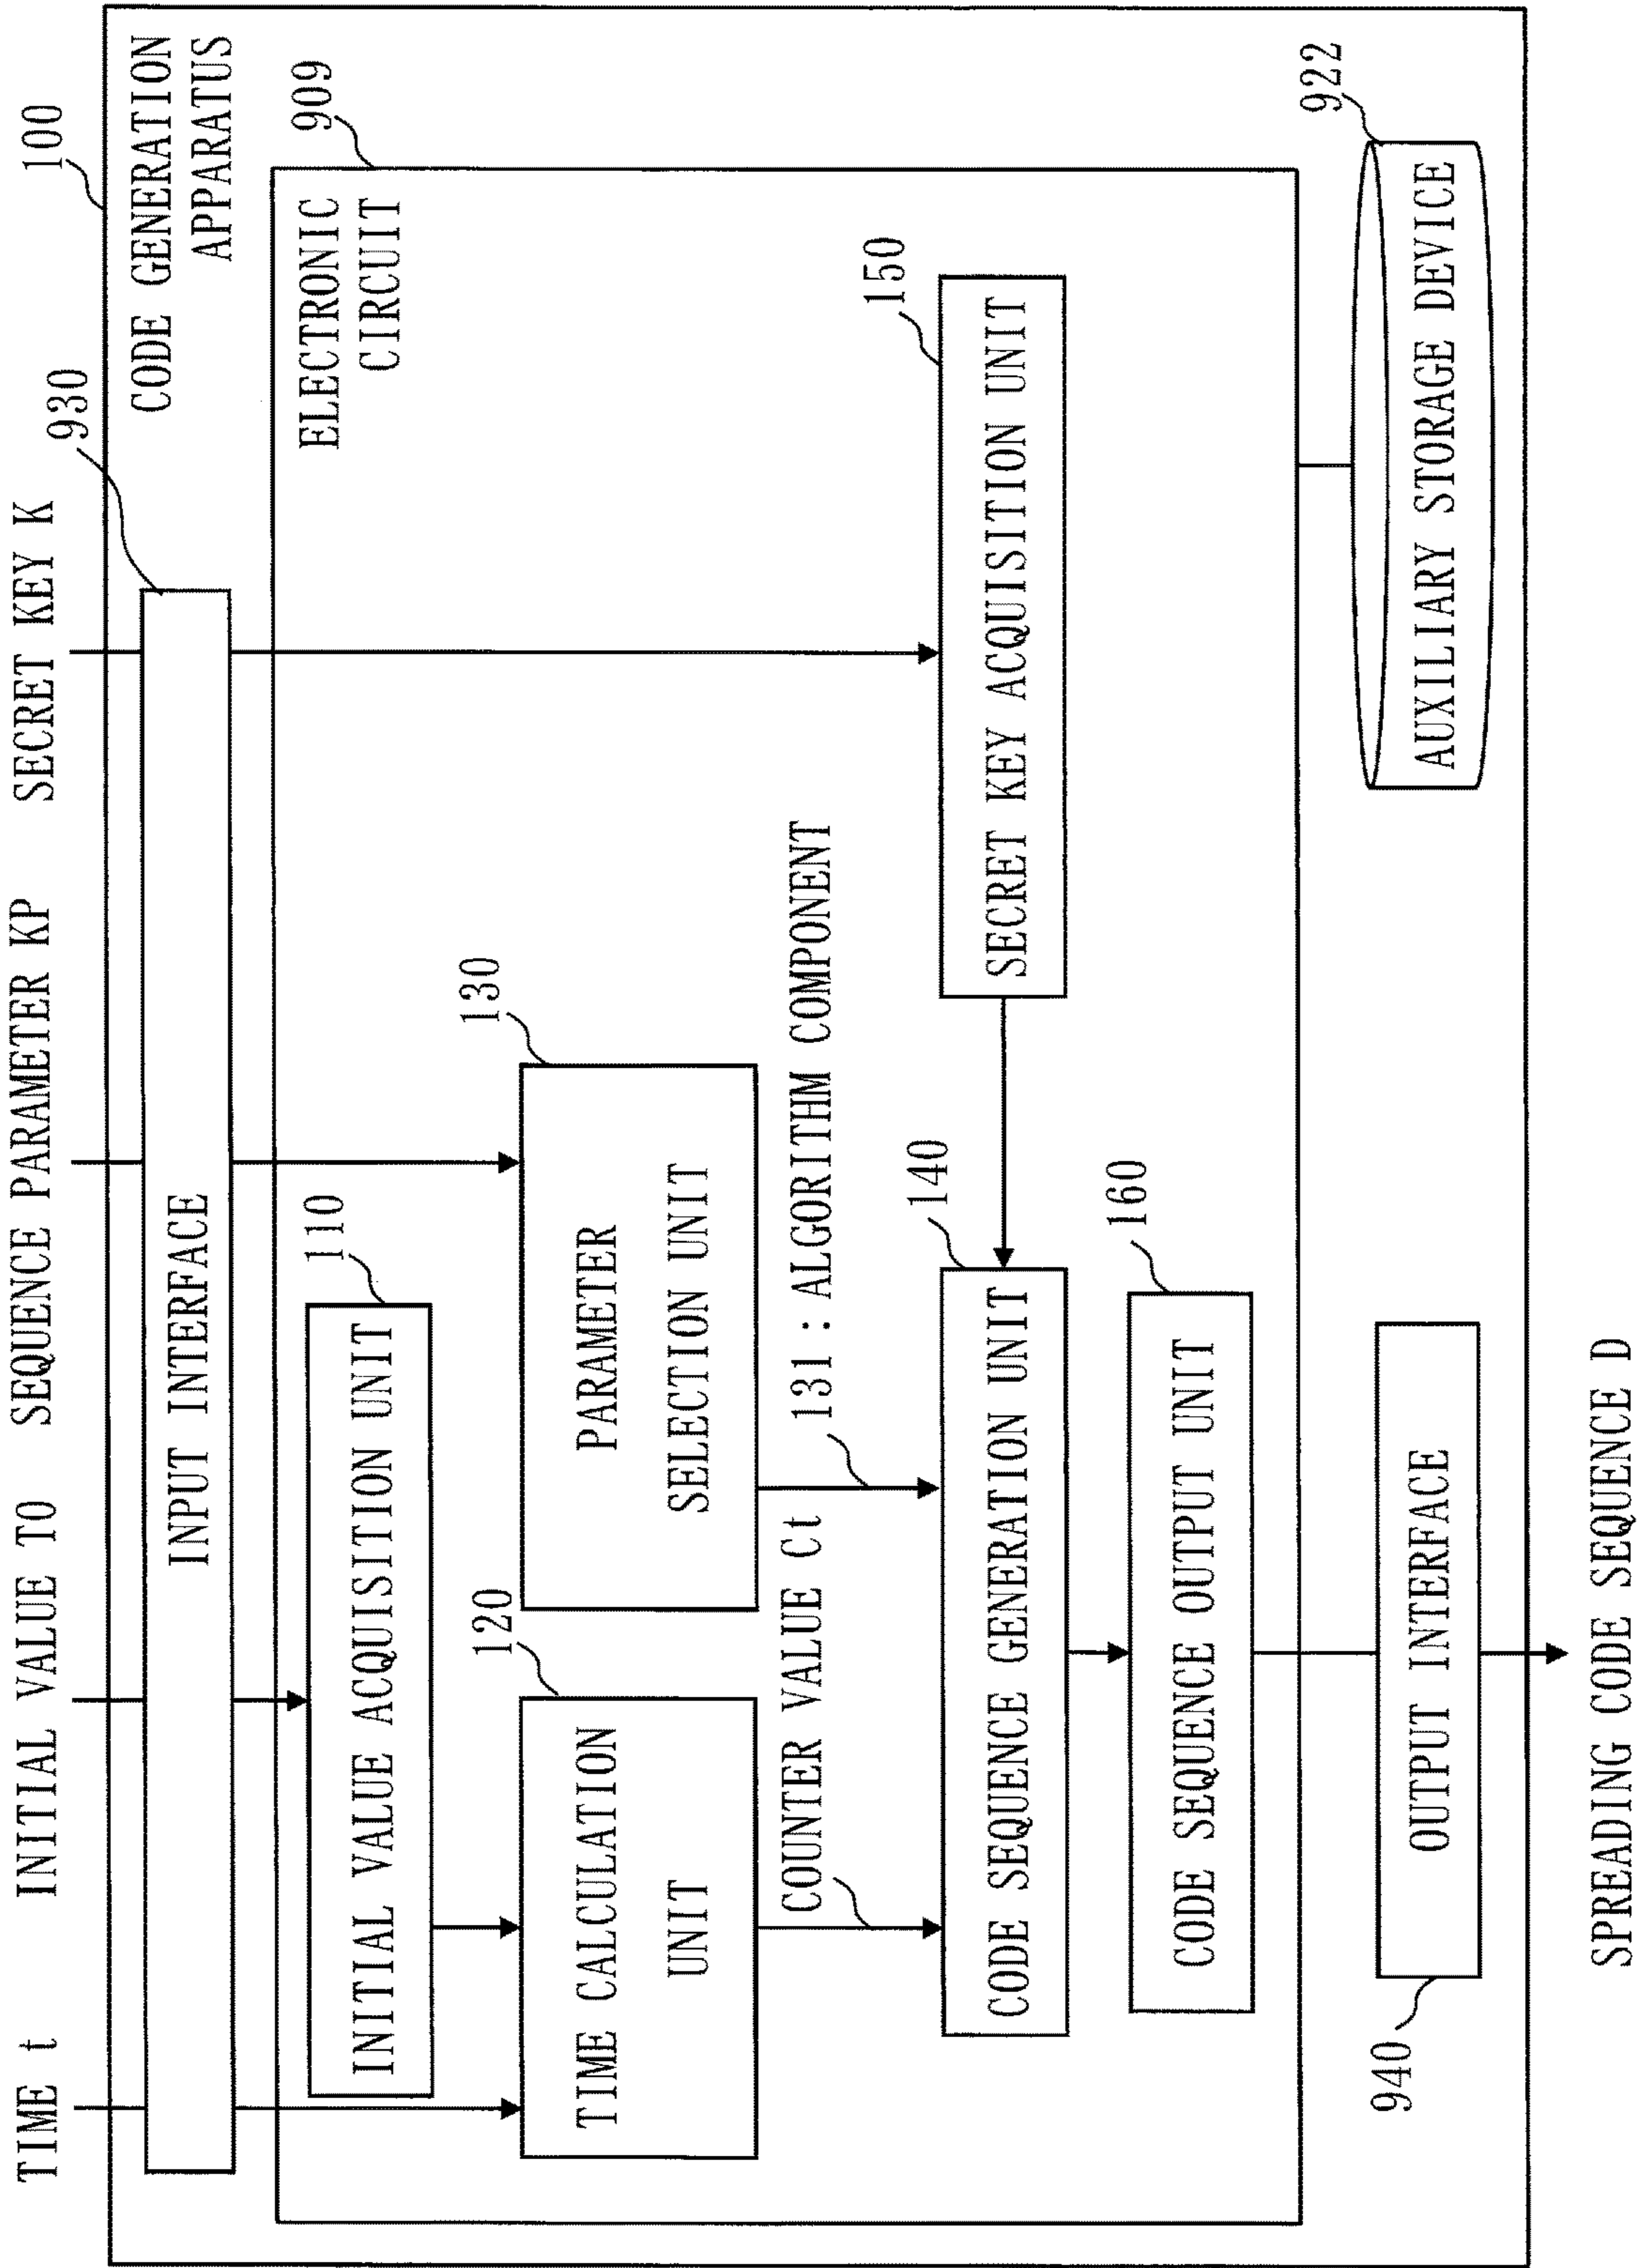 100
CODE GENERATION
APPARATUS
TIME t
INITIAL VALUE T0
SEQUENCE PARAMETER KP
SECRET KEY K
930
INPUT INTERFACE
909
ELECTRONIC
CIRCUIT
110
INITIAL VALUE ACQUISITION UNIT
120
TIME CALCULATION
UNIT
130
PARAMETER
SELECTION UNIT
COUNTER VALUE Ct
131 : ALGORITHM COMPONENT
140
CODE SEQUENCE GENERATION UNIT
150
SECRET KEY ACQUISITION UNIT
160
CODE SEQUENCE OUTPUT UNIT
940
OUTPUT INTERFACE
922
AUXILIARY STORAGE DEVICE
SPREADING CODE SEQUENCE D